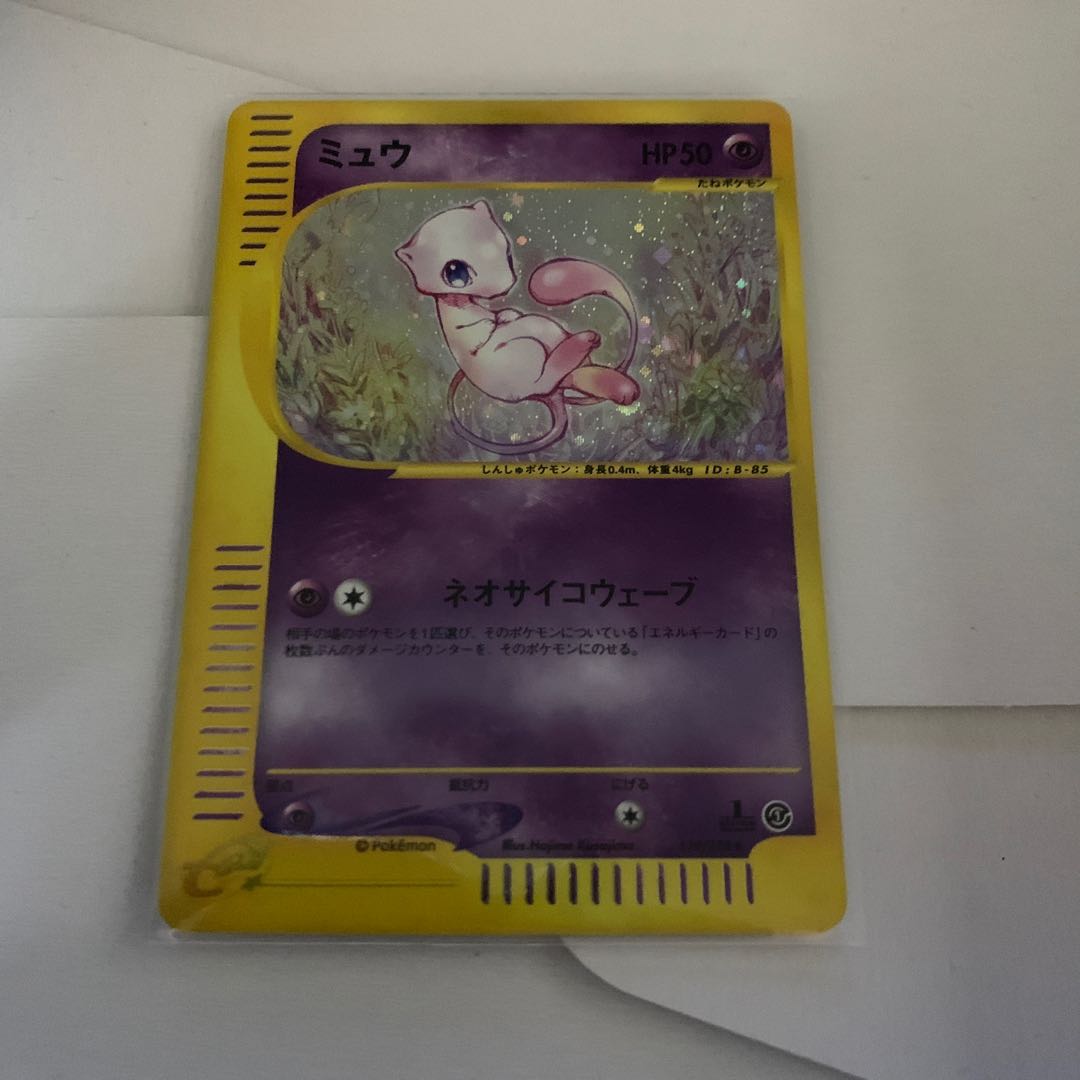 ミュウ
HP50
たねポケモン
しんしゅポケモン：身長0.4m、体重4kg ID:B-85
ネオサイコウェーブ
相手の場のポケモンを1匹選び、そのポケモンについている「エネルギーカード」の
枚数ぶんのダメージカウンターを、そのポケモンにのせる。
弱点 抵抗力 にげる
1
© Pokémon Illus.Hajime Kusajima